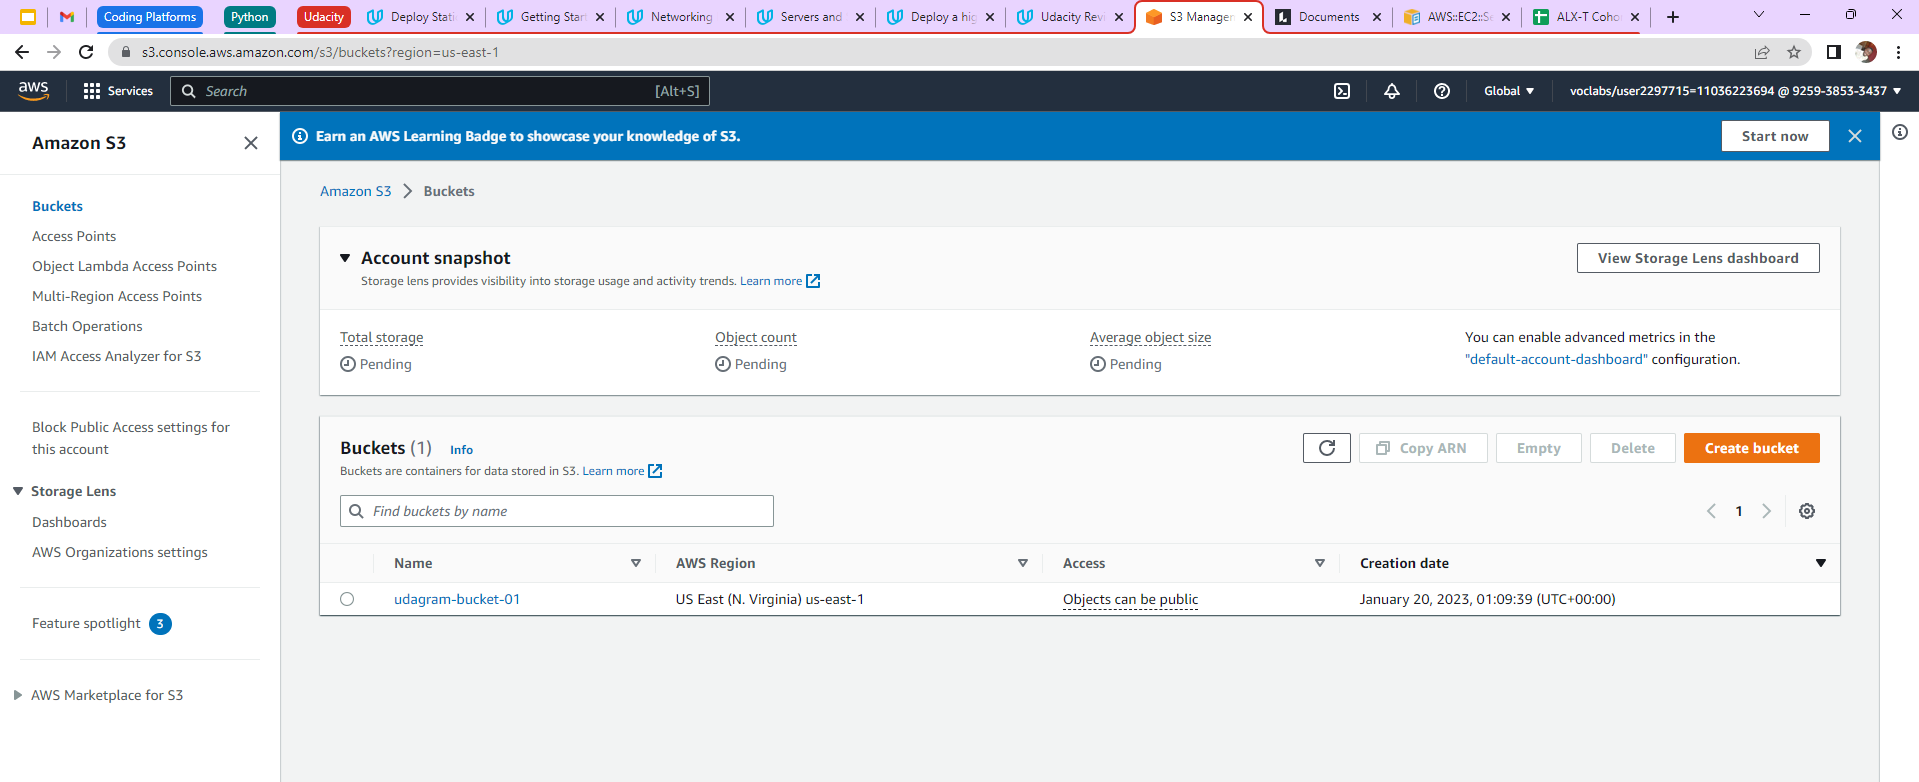 Coding Platforms
Python
Udacity
Deploy Stati
Getting Start
Networking
Servers and
Deploy a hig
Udacity Revi
S3 Managem
Documents
AWS::EC2::Se
ALX-T Coho
s3.console.aws.amazon.com/s3/buckets?region=us-east-1
aws
Services
Search
[Alt+S]
Global
voclabs/user2297715=11036223694 @ 9259-3853-3437
Amazon S3
Earn an AWS Learning Badge to showcase your knowledge of S3.
Start now
Buckets
Access Points
Object Lambda Access Points
Multi-Region Access Points
Batch Operations
IAM Access Analyzer for S3
Block Public Access settings for
this account
Storage Lens
Dashboards
AWS Organizations settings
Feature spotlight 3
AWS Marketplace for S3
Amazon S3 > Buckets
Account snapshot
Storage lens provides visibility into storage usage and activity trends. Learn more
View Storage Lens dashboard
Total storage
Pending
Object count
Pending
Average object size
Pending
You can enable advanced metrics in the
"default-account-dashboard" configuration.
Buckets (1) Info
Buckets are containers for data stored in S3. Learn more
Copy ARN
Empty
Delete
Create bucket
Find buckets by name
1
Name AWS Region Access Creation date
udagram-bucket-01 US East (N. Virginia) us-east-1 Objects can be public January 20, 2023, 01:09:39 (UTC+00:00)